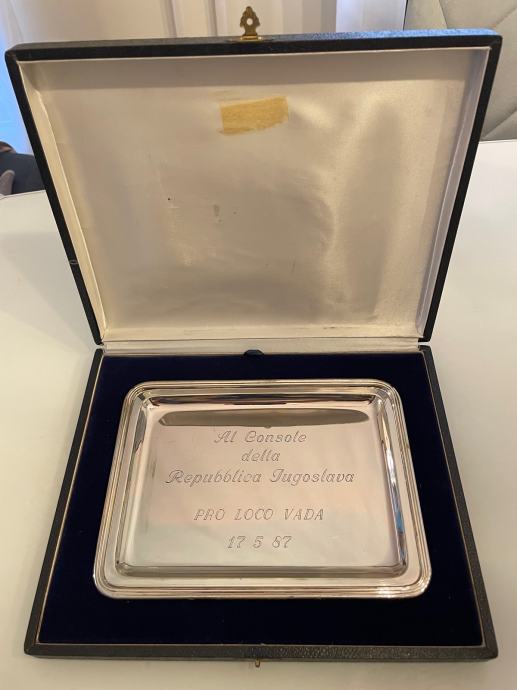 Al Console
della
Repubblica Jugoslava
PRO LOCO VADA
17 5 87